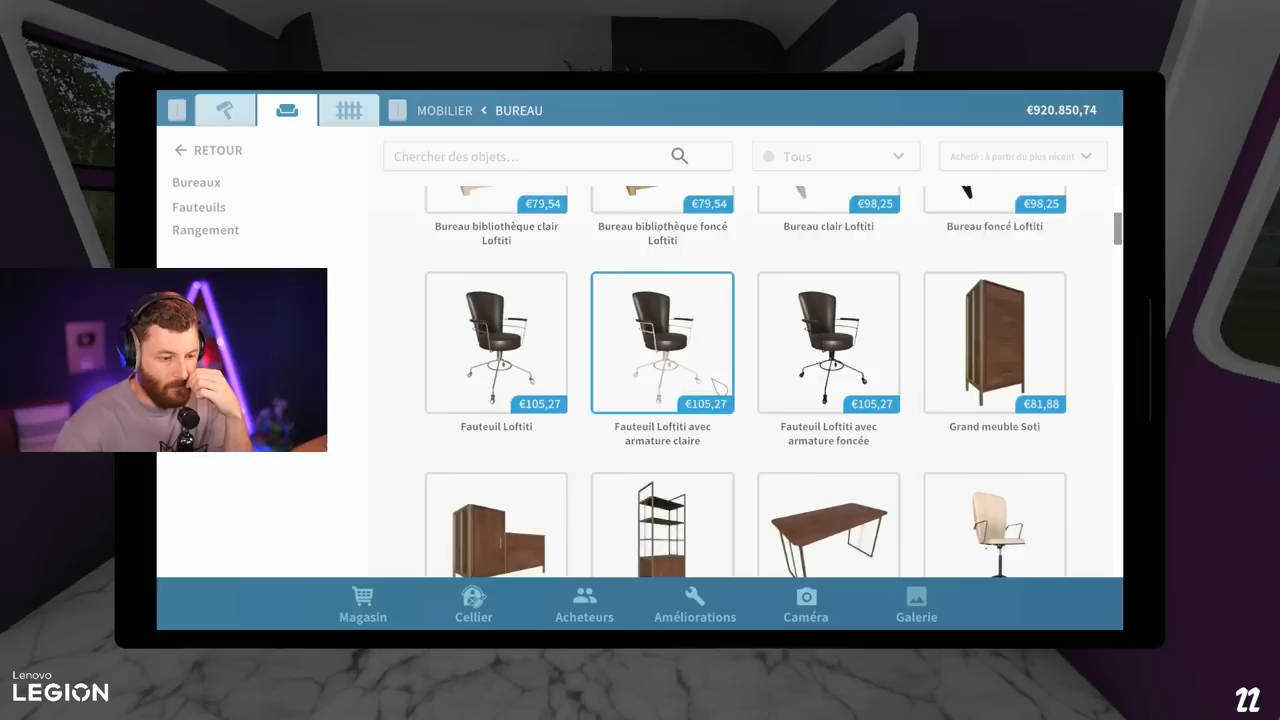 MOBILIER < BUREAU
€920.850,74
RETOUR
Bureaux
Fauteuils
Rangement
Chercher des objets...
Tous
Acheté : à partir du plus récent
€79,54
€79,54
€98,25
€98,25
Bureau bibliothèque clair
Loftiti
Bureau bibliothèque foncé
Loftiti
Bureau clair Loftiti
Bureau foncé Loftiti
€105,27
€105,27
€105,27
€81,88
Fauteuil Loftiti
Fauteuil Loftiti avec
armature claire
Fauteuil Loftiti avec
armature foncée
Grand meuble Soti
Magasin
Cellier
Acheteurs
Améliorations
Caméra
Galerie
Lenovo
LEGION
22